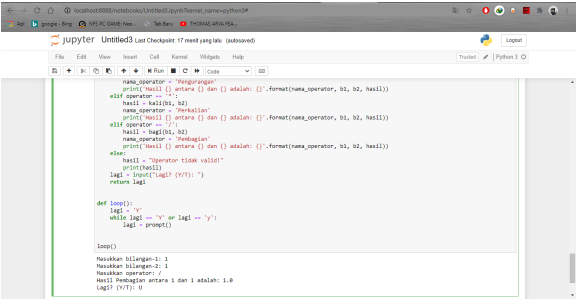 localhost:8888/notebooks/Untitled3.ipynb?kernel_name=python3#
Apl google - Bing NFS PC GAME: Nee... Tab Baru THOMAS ARYA FEA...
jupyter Untitled3 Last Checkpoint 17 menit yang lalu (autosaved) Logout
File Edit View Insert Cell Kernel Widgets Help Trusted Python 3
Run Code
nama_operator = 'Pengurangan'
print('Hasil {} antara {} dan {} adalah: {}'.format(nama_operator, b1, b2, hasil))
elif operator == '*':
hasil = kali(b1, b2)
nama_operator = 'Perkalian'
print('Hasil {} antara {} dan {} adalah: {}'.format(nama_operator, b1, b2, hasil))
elif operator == '/':
hasil = bagi(b1, b2)
nama_operator = 'Pembagian'
print('Hasil {} antara {} dan {} adalah: {}'.format(nama_operator, b1, b2, hasil))
else:
hasil = "Operator tidak valid!"
print(hasil)
lagi = input("Lagi? (Y/T): ")
return lagi
def loop():
lagi = 'Y'
while lagi == 'Y' or lagi == 'y':
lagi = prompt()
loop()
Masukkan bilangan-1: 1
Masukkan bilangan-2: 1
Masukkan operator: /
Hasil Pembagian antara 1 dan 1 adalah: 1.0
Lagi? (Y/T): U